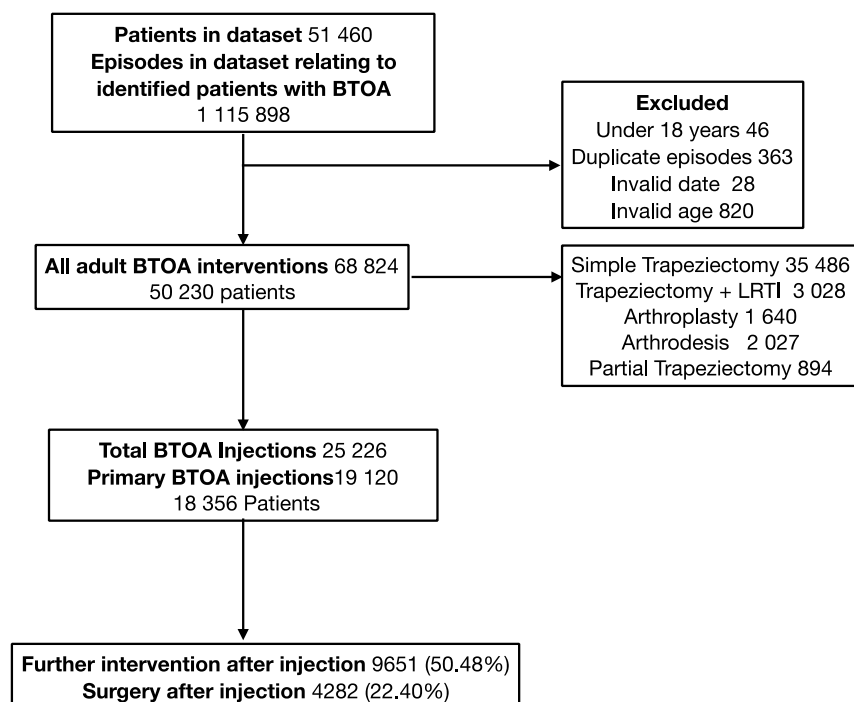 Patients in dataset 51 460
Episodes in dataset relating to
identified patients with BTOA
1 115 898
Excluded
Under 18 years 46
Duplicate episodes 363
Invalid date 28
Invalid age 820
All adult BTOA interventions 68 824
50 230 patients
Simple Trapeziectomy 35 486
Trapeziectomy + LRTI 3 028
Arthroplasty 1 640
Arthrodesis 2 027
Partial Trapeziectomy 894
Total BTOA Injections 25 226
Primary BTOA injections19 120
18 356 Patients
Further intervention after injection 9651 (50.48%)
Surgery after injection 4282 (22.40%)